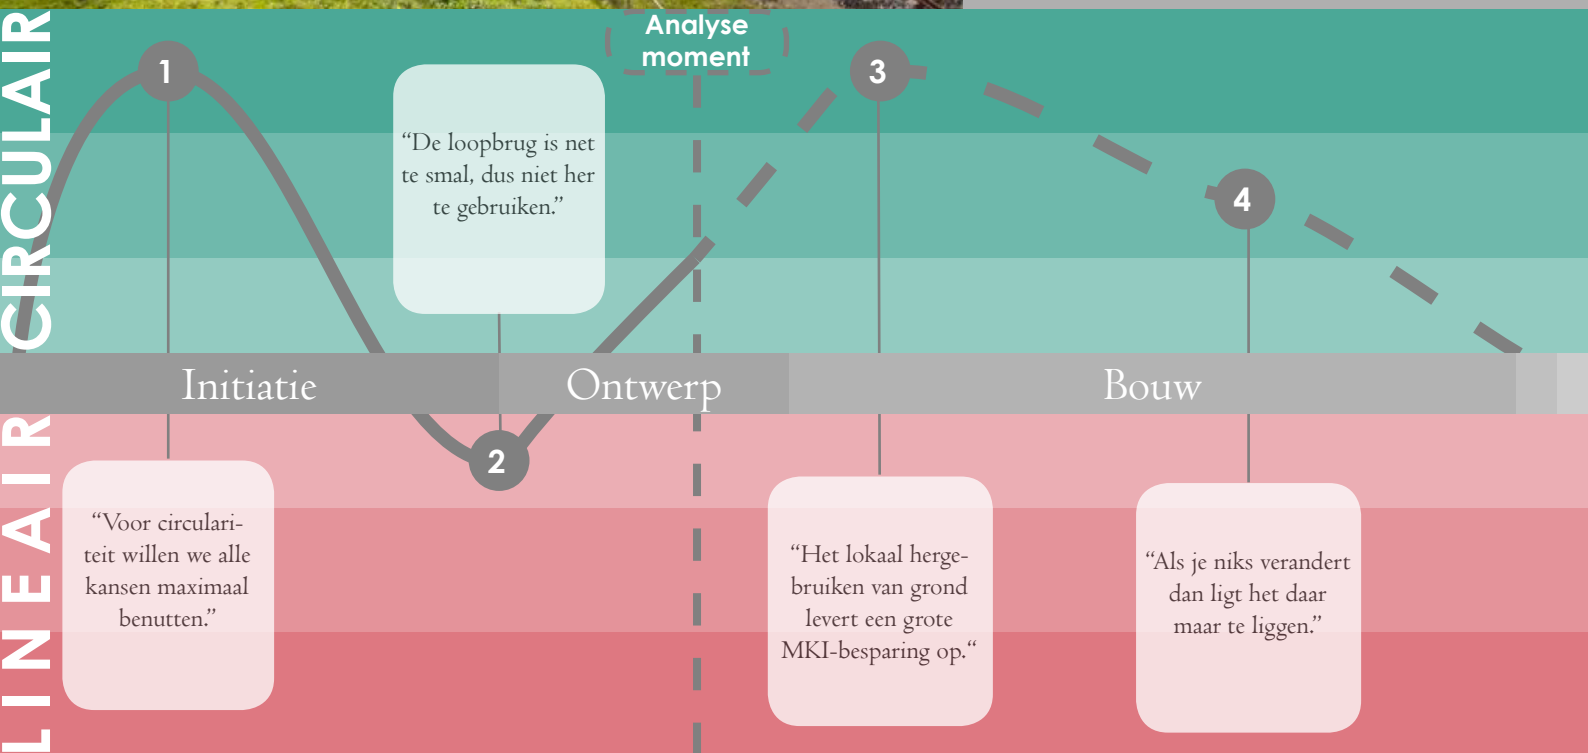 CIRCULAIR
Analyse
moment
1
3
“De loopbrug is net
te smal, dus niet her
te gebruiken.”
4
Initiatie
Ontwerp
Bouw
LINEAIR
2
“Voor circulari-
teit willen we alle
kansen maximaal
benutten.”
“Het lokaal herge-
bruiken van grond
levert een grote
MKI-besparing op.“
“Als je niks verandert
dan ligt het daar
maar te liggen.”